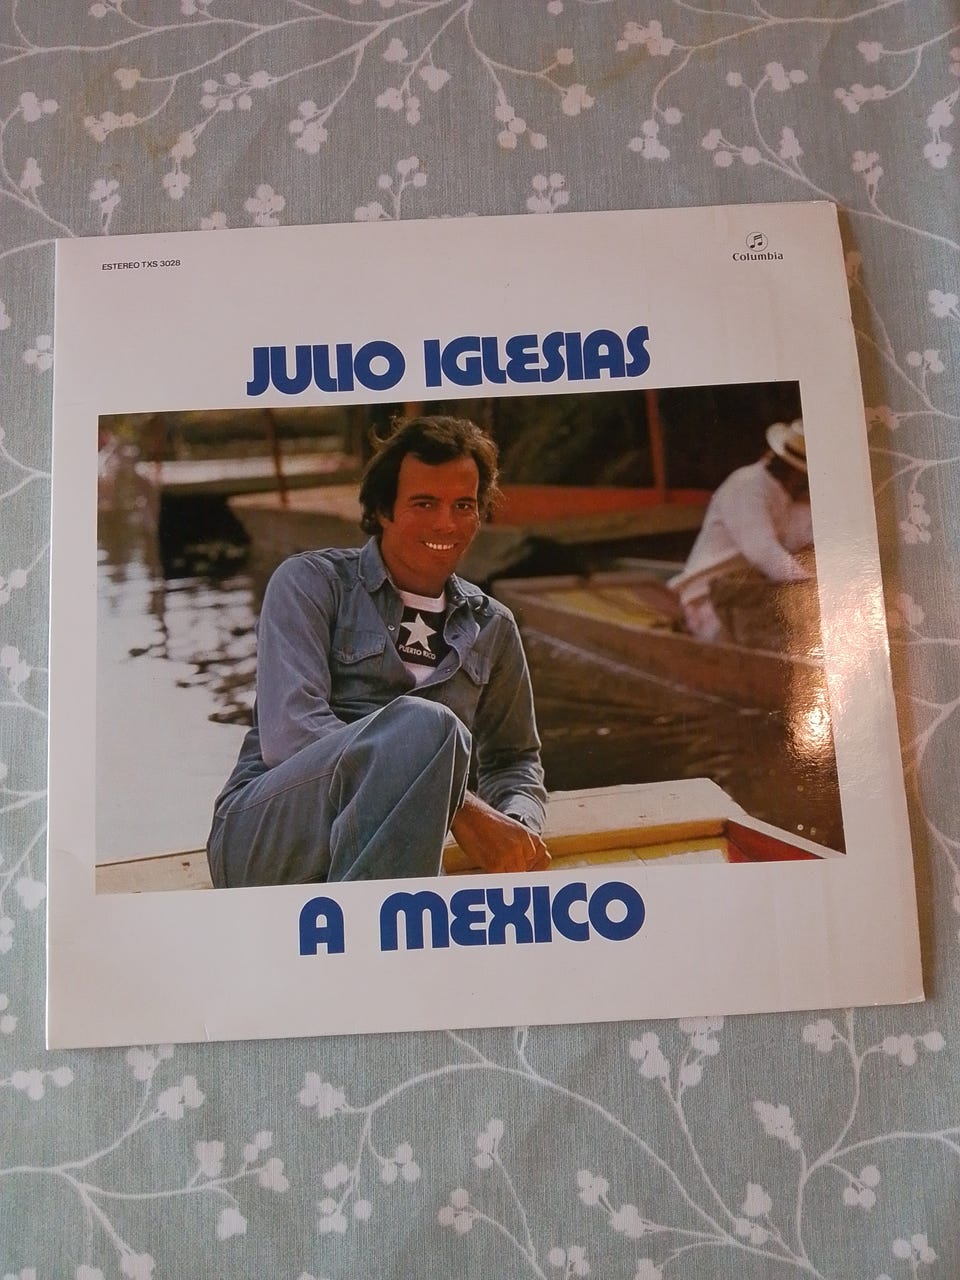 ESTEREO TXS 3028
Columbia
JULIO IGLESIAS
PUERTO RICO
A MEXICO